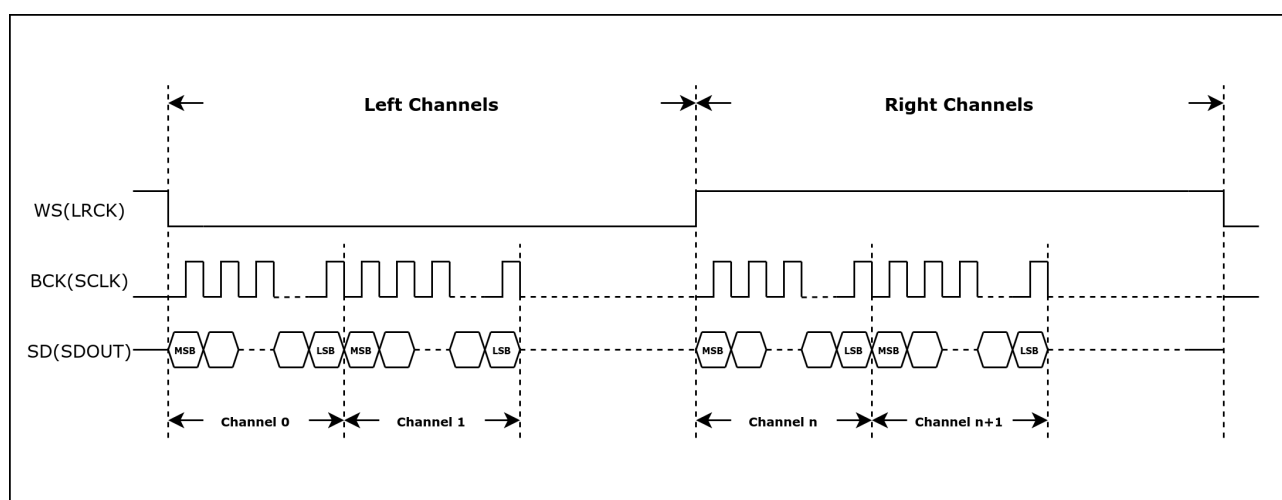 Left Channels
Right Channels
WS(LRCK)
BCK(SCLK)
SD(SDOUT)
MSB
LSB
MSB
LSB
MSB
LSB
MSB
LSB
Channel 0
Channel 1
Channel n
Channel n+1